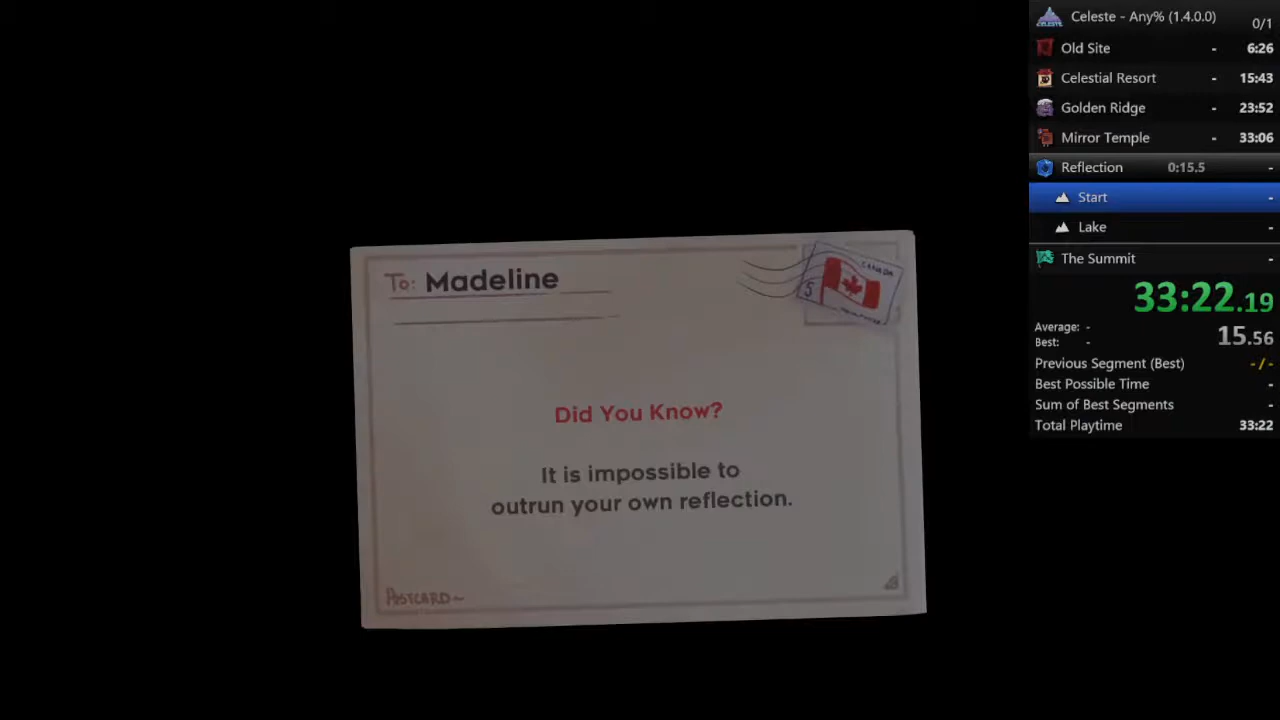 To: Madeline
CANADA
5
Did You Know?
It is impossible to
outrun your own reflection.
POSTCARD~
Celeste - Any% (1.4.0.0)
0/1
CELESTE
Old Site - 6:26
Celestial Resort - 15:43
Golden Ridge - 23:52
Mirror Temple - 33:06
Reflection 0:15.5 -
Start -
Lake -
The Summit -
33:22.19
Average: -
Best: -
15.56
Previous Segment (Best) - / -
Best Possible Time -
Sum of Best Segments -
Total Playtime 33:22